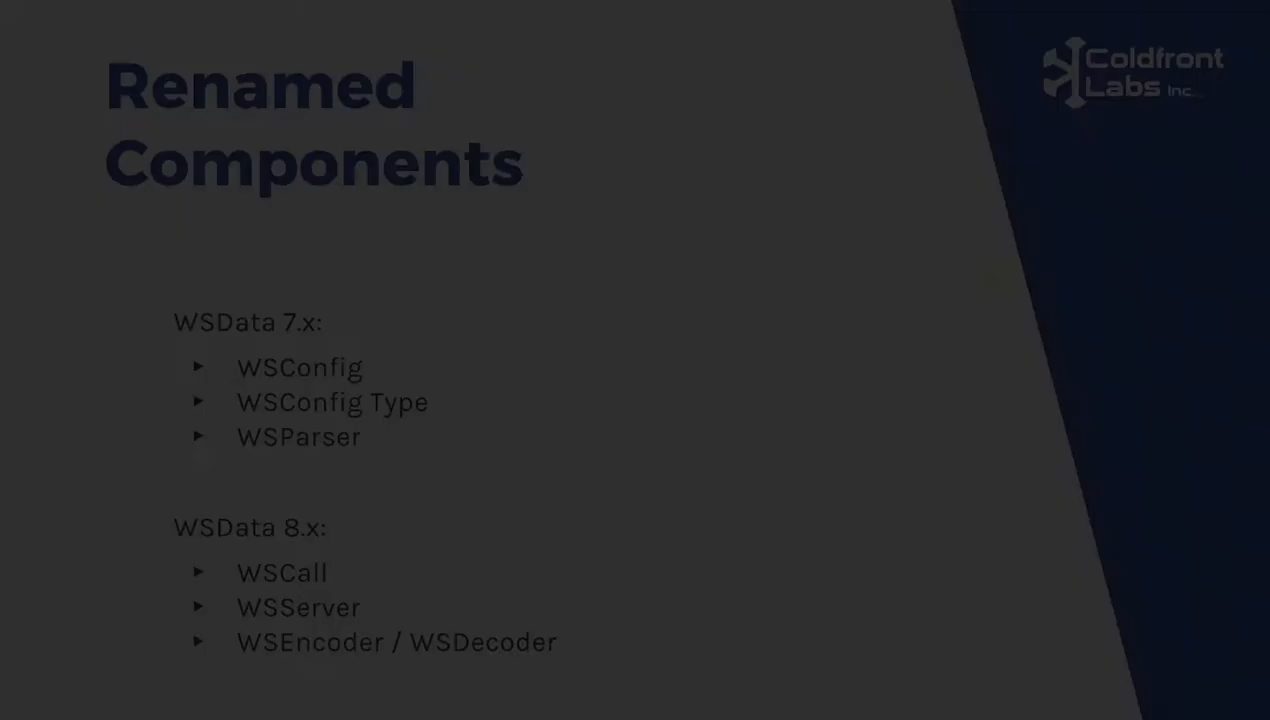 Renamed
Components
Coldfront
Labs Inc.
WSData 7.x:
‣ WSConfig
‣ WSConfig Type
‣ WSParser
WSData 8.x:
‣ WSCall
‣ WSServer
‣ WSEncoder / WSDecoder